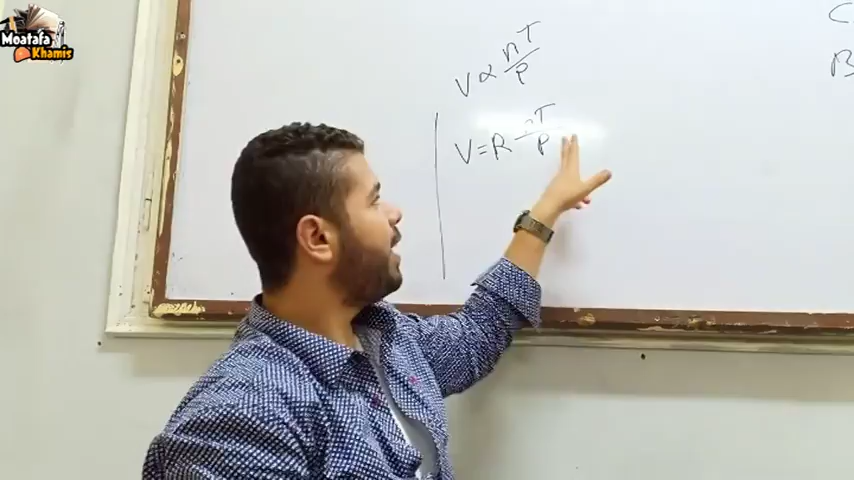 Moatafa
Khamis
V ∝ nT/P
V = R nT/P
C
B